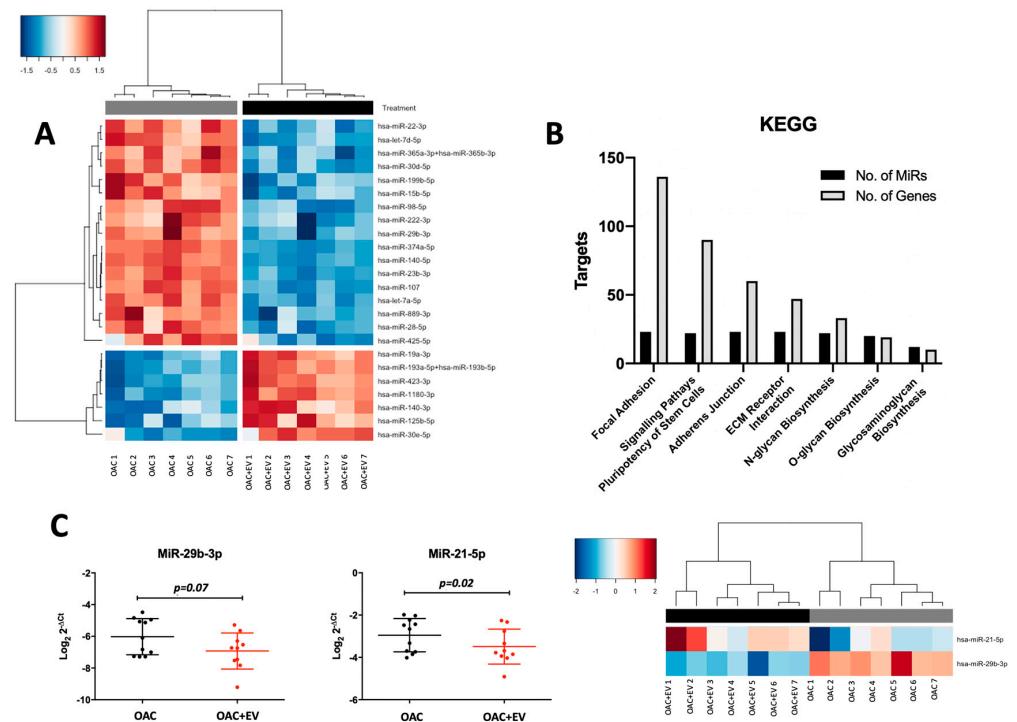 -1.5 -0.5 0.5 1.5
Treatment
A
hsa-miR-22-3p
hsa-let-7d-5p
hsa-miR-365a-3p+hsa-miR-365b-3p
hsa-miR-30d-5p
hsa-miR-199b-5p
hsa-miR-15b-5p
hsa-miR-98-5p
hsa-miR-222-3p
hsa-miR-29b-3p
hsa-miR-374a-5p
hsa-miR-140-5p
hsa-miR-23b-3p
hsa-miR-107
hsa-let-7a-5p
hsa-miR-889-3p
hsa-miR-28-5p
hsa-miR-425-5p
hsa-miR-19a-3p
hsa-miR-193a-5p+hsa-miR-193b-5p
hsa-miR-423-3p
hsa-miR-1180-3p
hsa-miR-140-3p
hsa-miR-125b-5p
hsa-miR-30e-5p
OAC 1
OAC 2
OAC 3
OAC 4
OAC 5
OAC 6
OAC 7
OAC+EV 1
OAC+EV 2
OAC+EV 3
OAC+EV 4
OAC+EV 5
OAC+EV 6
OAC+EV 7
B
KEGG
No. of MiRs
No. of Genes
Targets
150
100
50
0
Focal Adhesion
Signalling Pathays
Pluripotency of Stem Cells
Adherens Junction
ECM Receptor
Interaction
N-glycan Biosynthesis
O-glycan Biosynthesis
Glycosaminoglycan
Biosynthesis
C
MiR-29b-3p
p=0.07
Log2 2-ΔCt
-2
-4
-6
-8
-10
OAC
OAC+EV
MiR-21-5p
p=0.02
Log2 2-ΔCt
0
-2
-4
-6
OAC
OAC+EV
-2 -1 0 1 2
hsa-miR-21-5p
hsa-miR-29b-3p
OAC+EV 1
OAC+EV 2
OAC+EV 3
OAC+EV 4
OAC+EV 5
OAC+EV 6
OAC+EV 7
OAC 1
OAC 2
OAC 3
OAC 4
OAC 5
OAC 6
OAC 7